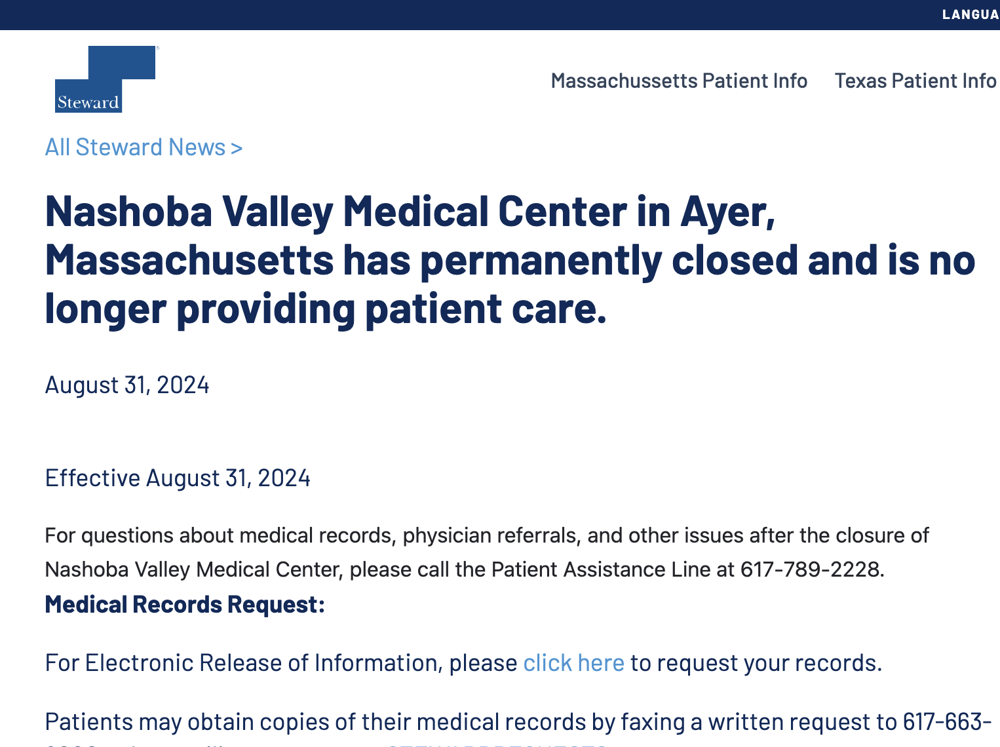 LANGUA
®
Steward
Massachussetts Patient Info Texas Patient Info
All Steward News >
Nashoba Valley Medical Center in Ayer,
Massachusetts has permanently closed and is no
longer providing patient care.
August 31, 2024
Effective August 31, 2024
For questions about medical records, physician referrals, and other issues after the closure of
Nashoba Valley Medical Center, please call the Patient Assistance Line at 617-789-2228.
Medical Records Request:
For Electronic Release of Information, please click here to request your records.
Patients may obtain copies of their medical records by faxing a written request to 617-663-